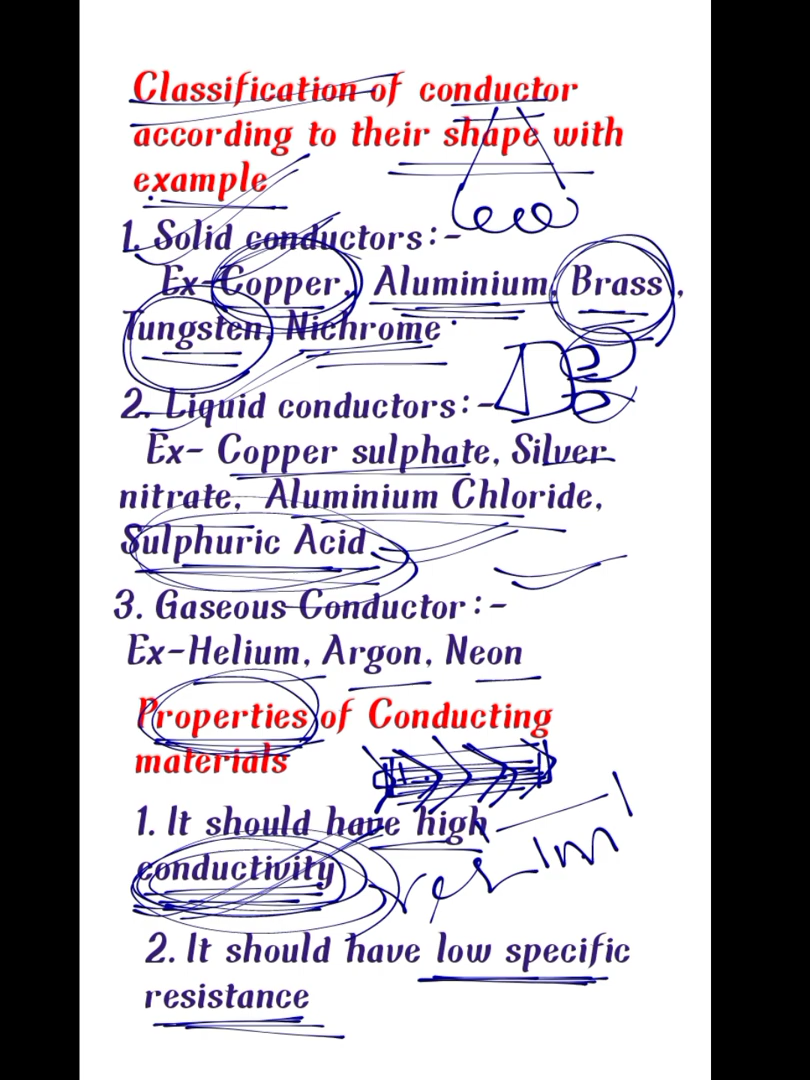 Classification of conductor
according to their shape with
example
1. Solid conductors:-
Ex-Copper, Aluminium, Brass,
Tungsten, Nichrome
2. Liquid conductors:-
Ex- Copper sulphate, Silver
nitrate, Aluminium Chloride,
Sulphuric Acid
3. Gaseous Conductor:-
Ex-Helium, Argon, Neon
Properties of Conducting
materials
1. It should have high
conductivity
2. It should have low specific
resistance